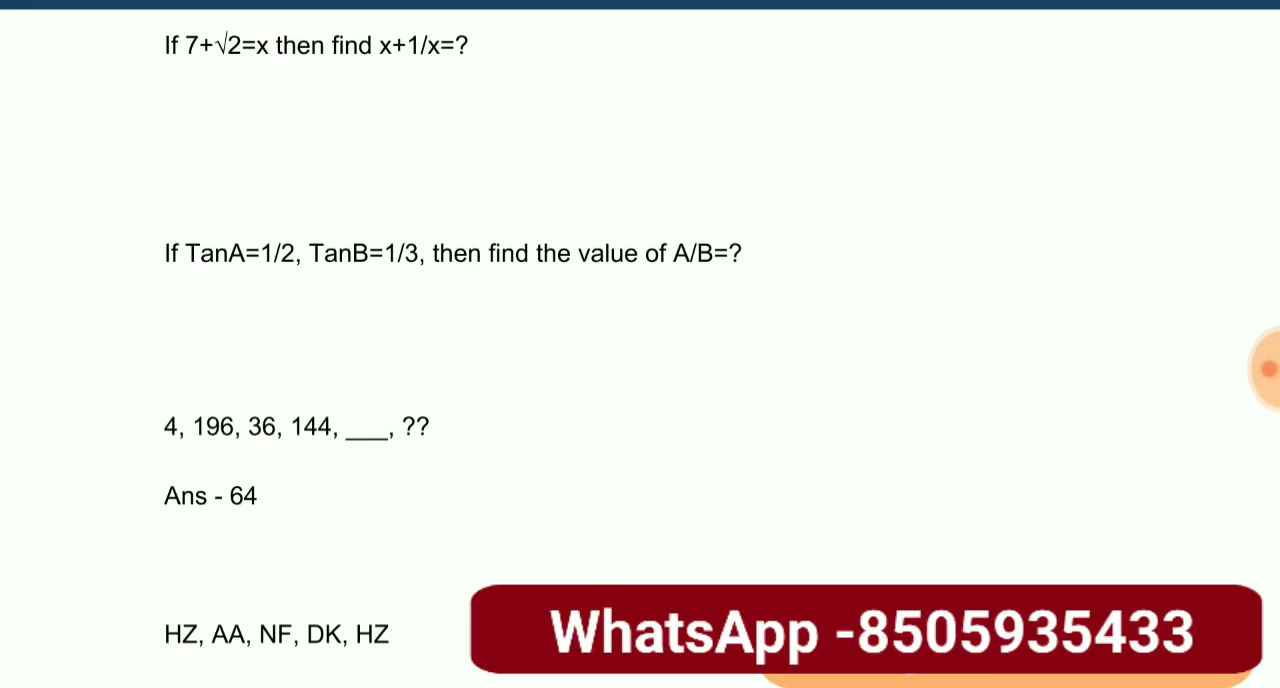 If 7+√2=x then find x+1/x=?
If TanA=1/2, TanB=1/3, then find the value of A/B=?
4, 196, 36, 144, ___, ??
Ans - 64
HZ, AA, NF, DK, HZ
WhatsApp -8505935433